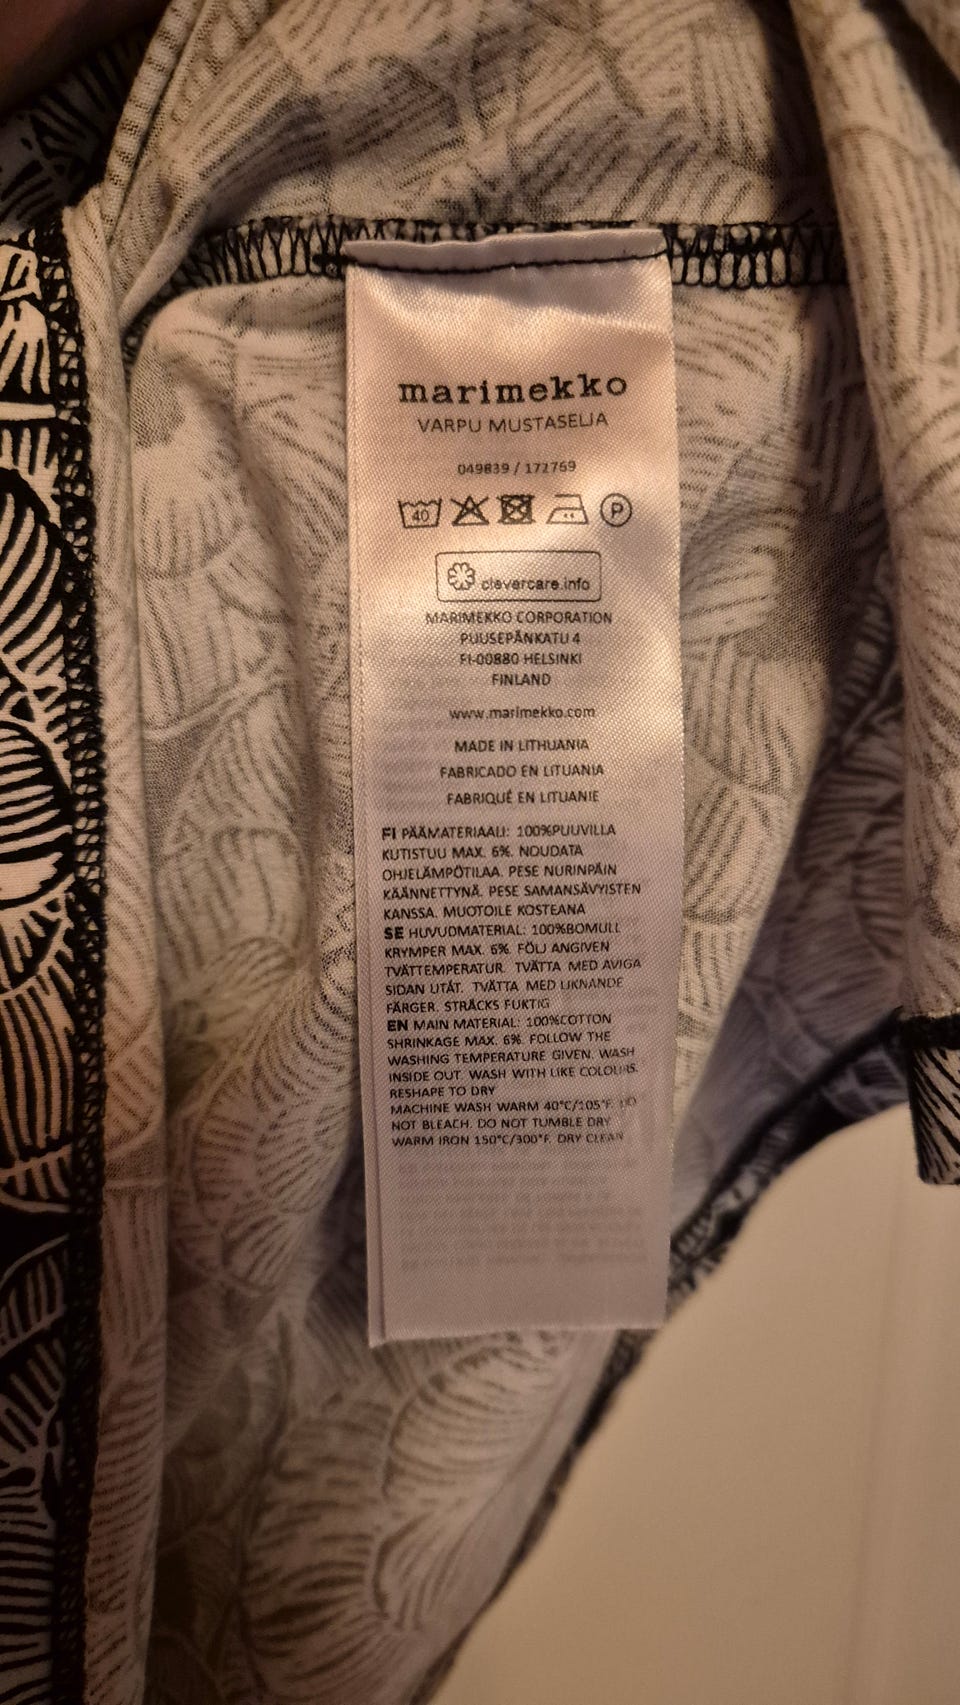 marimekko
VARPU MUSTASELJA
049839 / 172769
40 P
clevercare.info
MARIMEKKO CORPORATION
PUUSEPÄNKATU 4
FI-00880 HELSINKI
FINLAND
www.marimekko.com
MADE IN LITHUANIA
FABRICADO EN LITUANIA
FABRIQUÉ EN LITUANIE
FI PÄÄMATERIAALI: 100%PUUVILLA
KUTISTUU MAX. 6%. NOUDATA
OHJELÄMPÖTILAA. PESE NURINPÄIN
KÄÄNNETTYNÄ. PESE SAMANSÄVYISTEN
KANSSA. MUOTOILE KOSTEANA
SE HUVUDMATERIAL: 100%BOMULL
KRYMPER MAX. 6%. FÖLJ ANGIVEN
TVÄTTEMPERATUR. TVÄTTA MED AVIGA
SIDAN UTÅT. TVÄTTA MED LIKNANDE
FÄRGER. STRÄCKS FUKTIG
EN MAIN MATERIAL: 100%COTTON
SHRINKAGE MAX. 6%. FOLLOW THE
WASHING TEMPERATURE GIVEN. WASH
INSIDE OUT. WASH WITH LIKE COLOURS.
RESHAPE TO DRY
MACHINE WASH WARM 40°C/105°F. DO
NOT BLEACH. DO NOT TUMBLE DRY
WARM IRON 150°C/300°F. DRY CLEAN